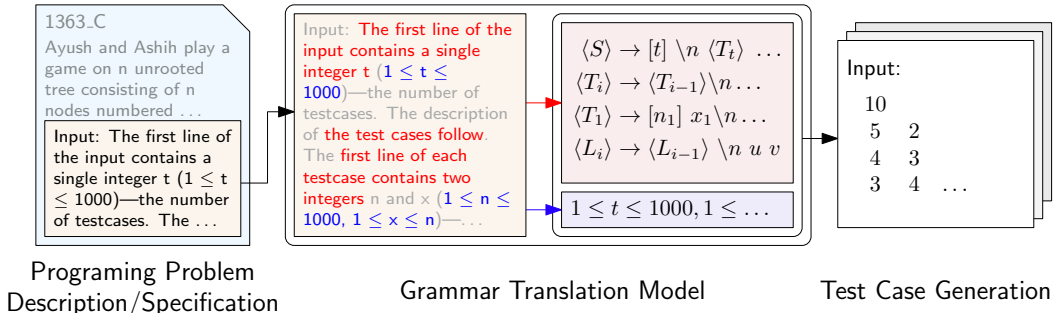 1363_C
Ayush and Ashih play a
game on n unrooted
tree consisting of n
nodes numbered ...
Input: The first line of
the input contains a
single integer t (1 ≤ t
≤ 1000)—the number
of testcases. The ...
Input: The first line of the
input contains a single
integer t (1 ≤ t ≤
1000)—the number of
testcases. The description
of the test cases follow.
The first line of each
testcase contains two
integers n and x (1 ≤ n ≤
1000, 1 ≤ x ≤ n)—...
⟨S⟩ → [t] \n ⟨T_t⟩ ...
⟨T_i⟩ → ⟨T_{i−1}⟩\n ...
⟨T_1⟩ → [n_1] x_1\n ...
⟨L_i⟩ → ⟨L_{i−1}⟩ \n u v
1 ≤ t ≤ 1000, 1 ≤ ...
Input:
10
5 2
4 3
3 4 ...
Programing Problem
Description/Specification
Grammar Translation Model
Test Case Generation